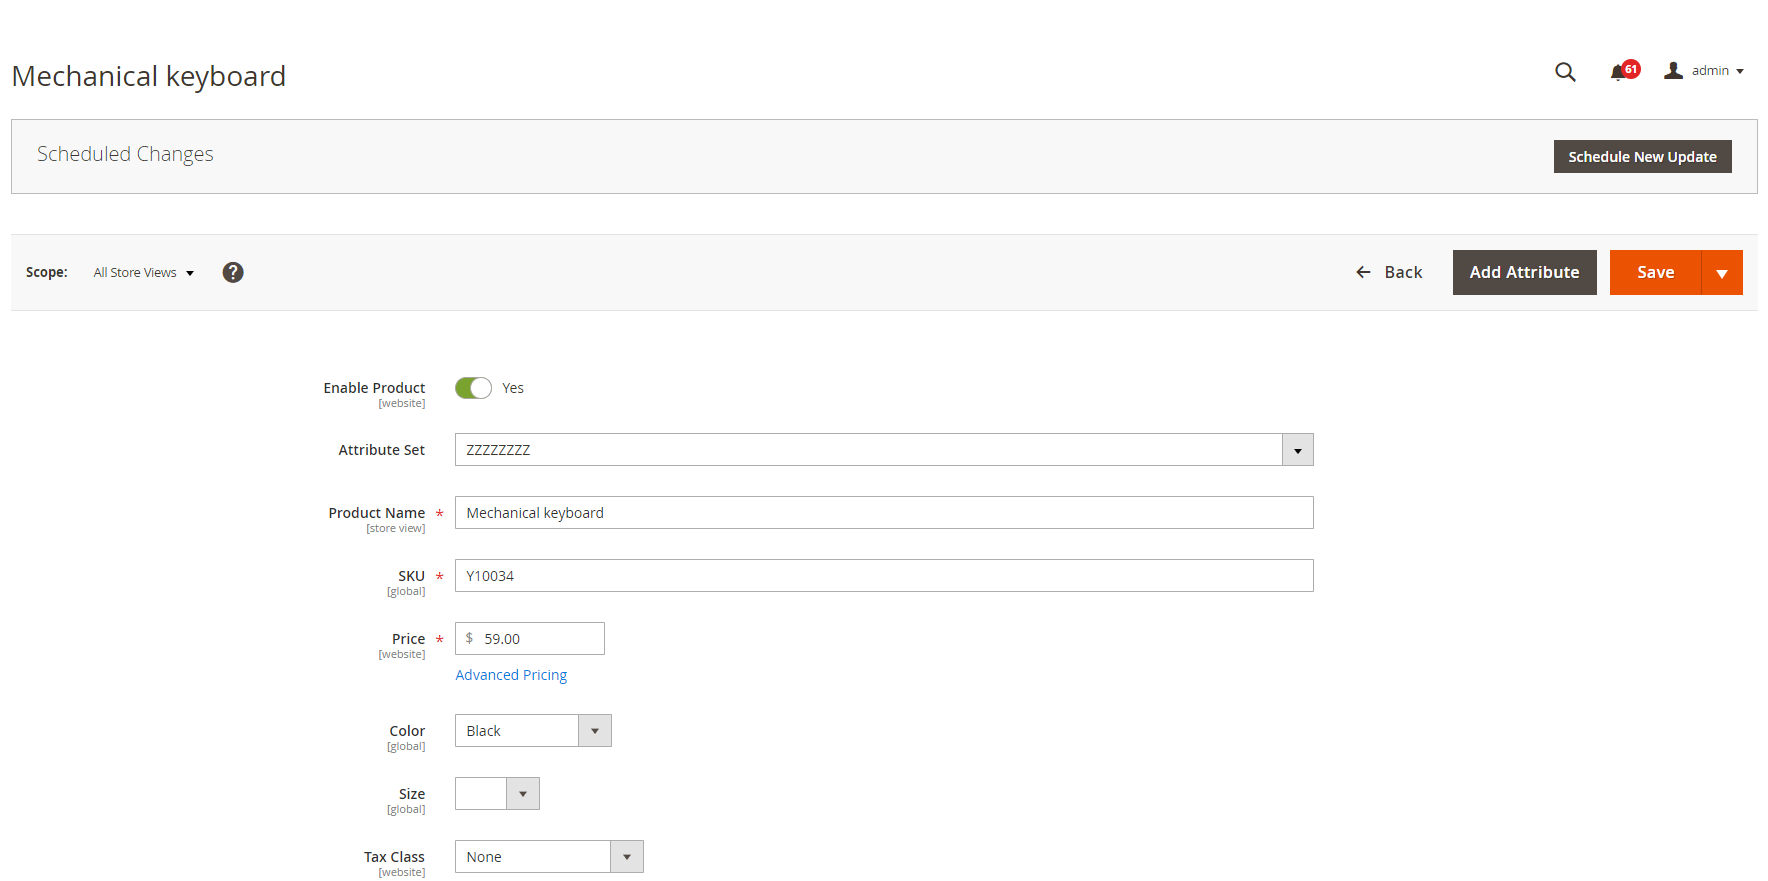 Mechanical keyboard
61
admin
Scheduled Changes
Schedule New Update
Scope: All Store Views ?
Back
Add Attribute
Save
Enable Product
[website]
Yes
Attribute Set
ZZZZZZZZ
Product Name *
[store view]
Mechanical keyboard
SKU *
[global]
Y10034
Price *
[website]
$ 59.00
Advanced Pricing
Color
[global]
Black
Size
[global]
Tax Class
[website]
None